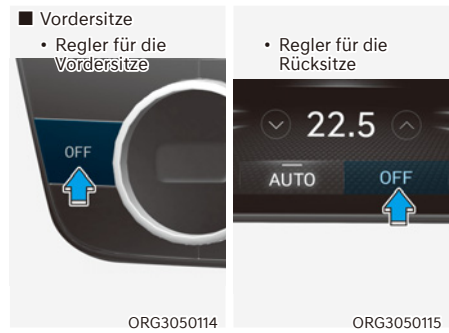 ■ Vordersitze
• Regler für die
Vordersitze
OFF
ORG3050114
• Regler für die
Rücksitze
22.5
AUTO
OFF
ORG3050115